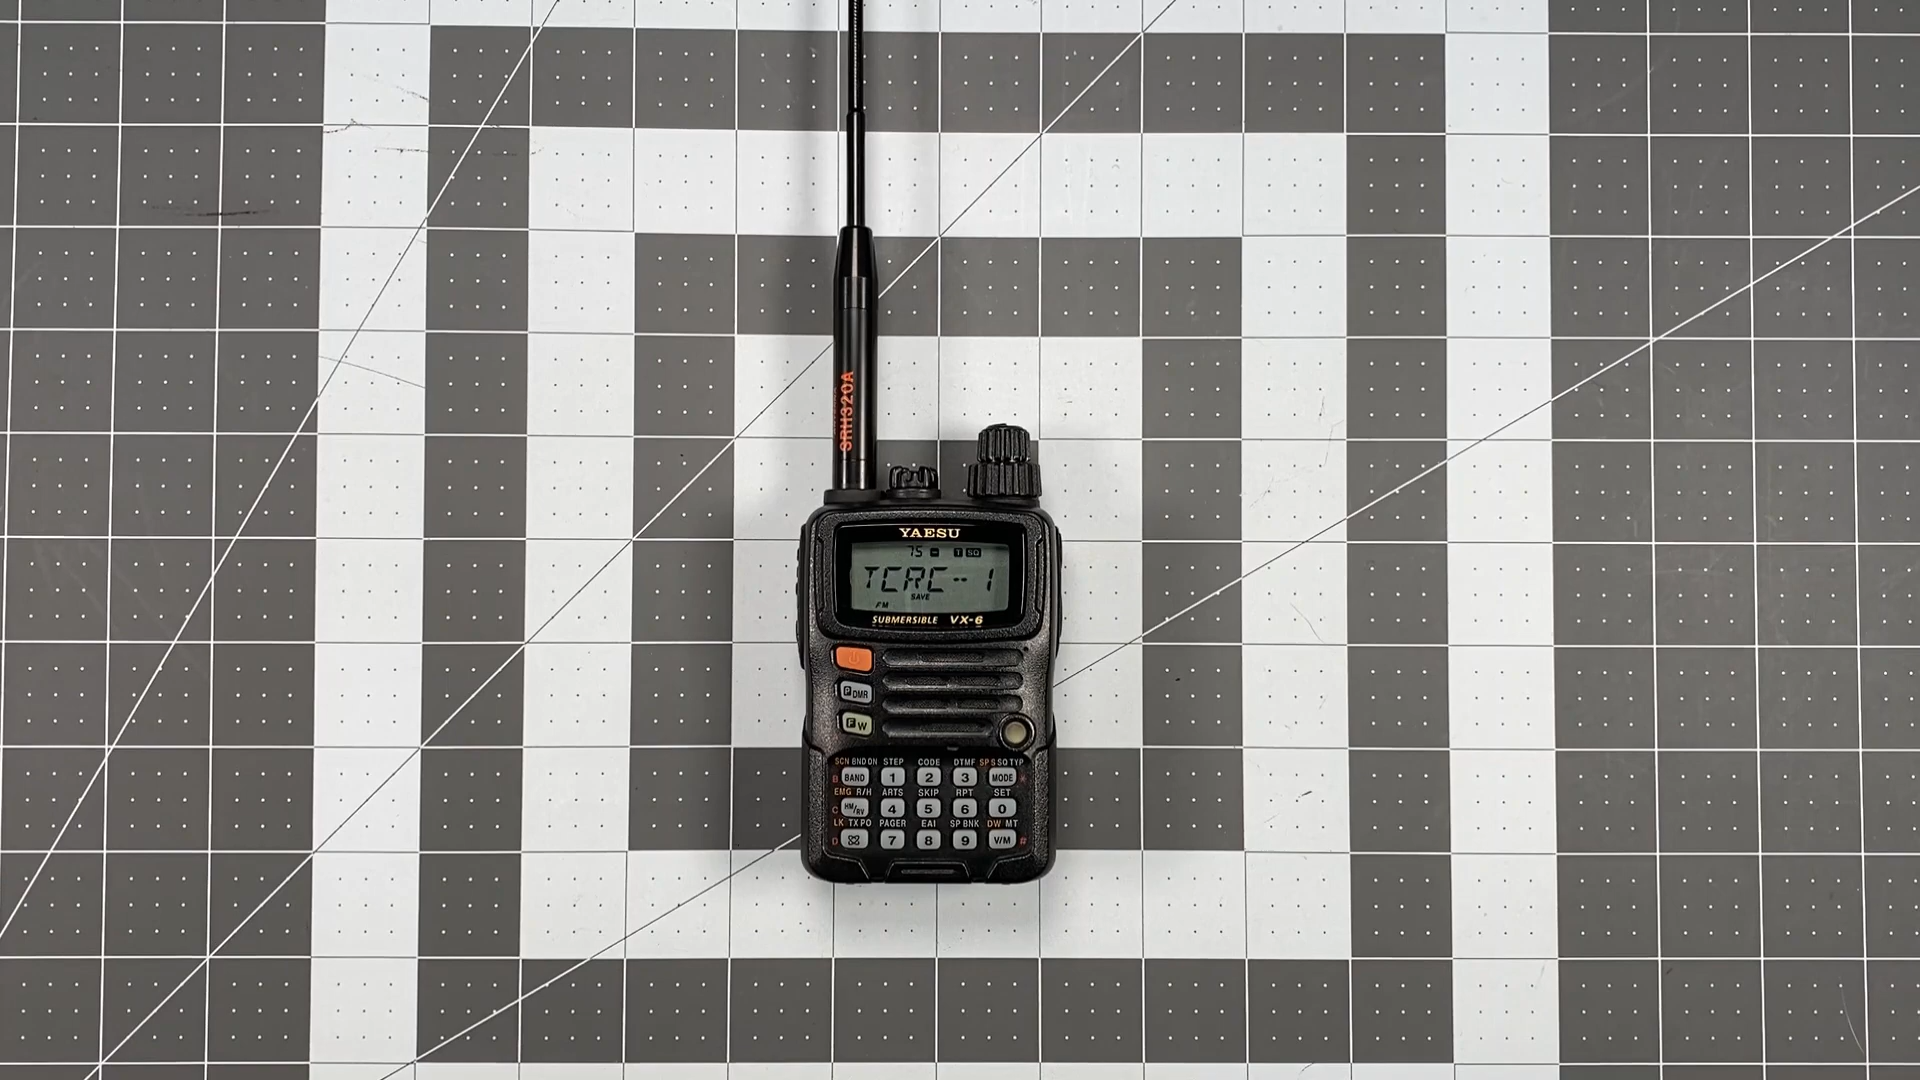 SRH320A
YAESU
75 T SQ
TCRC--1
SAVE
FM
SUBMERSIBLE VX-6
P DMR
F W
SCN BND DN STEP CODE DTMF SP S SQ TYP
B BAND 1 2 3 MODE *
EMG R/H ARTS SKIP RPT SET
C HM/RV 4 5 6 0
LK TX PO PAGER EAI SP BNK DW MT
D 7 8 9 V/M #